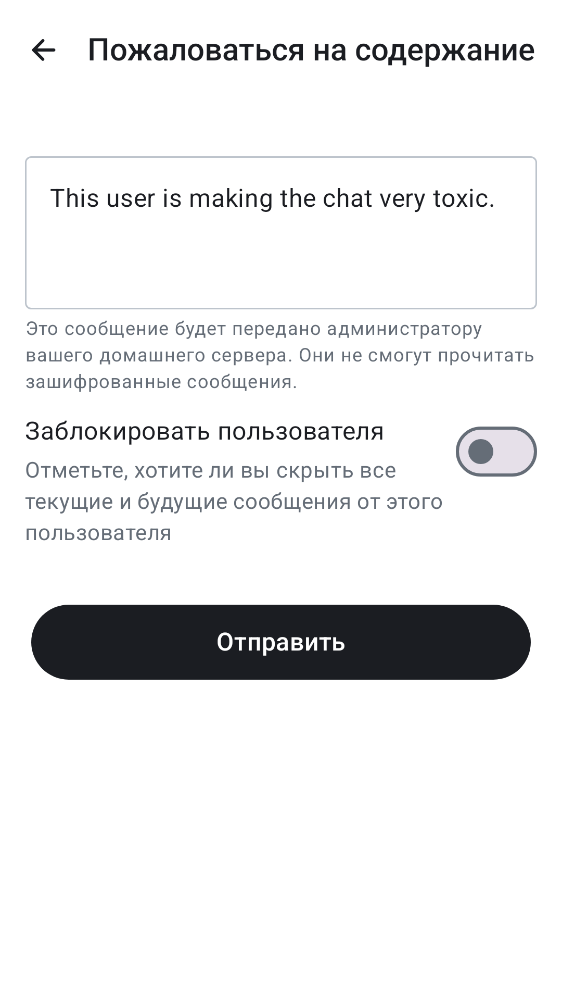 Пожаловаться на содержание
This user is making the chat very toxic.
Это сообщение будет передано администратору
вашего домашнего сервера. Они не смогут прочитать
зашифрованные сообщения.
Заблокировать пользователя
Отметьте, хотите ли вы скрыть все
текущие и будущие сообщения от этого
пользователя
Отправить